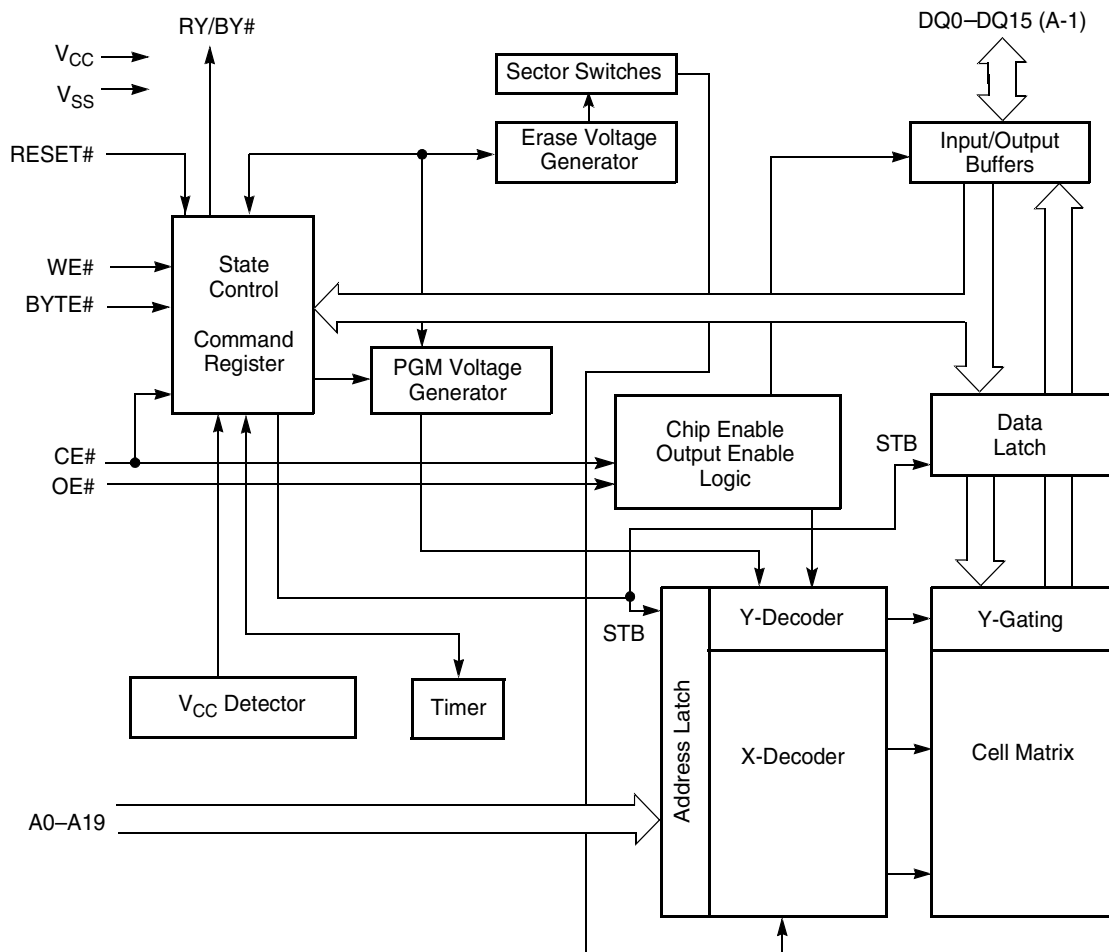 RY/BY#
DQ0–DQ15 (A-1)
VCC
VSS
Sector Switches
Erase Voltage
Generator
Input/Output
Buffers
RESET#
WE#
BYTE#
State
Control
Command
Register
PGM Voltage
Generator
Chip Enable
Output Enable
Logic
STB
Data
Latch
CE#
OE#
STB
Y-Decoder
Y-Gating
VCC Detector
Timer
Address Latch
X-Decoder
Cell Matrix
A0–A19